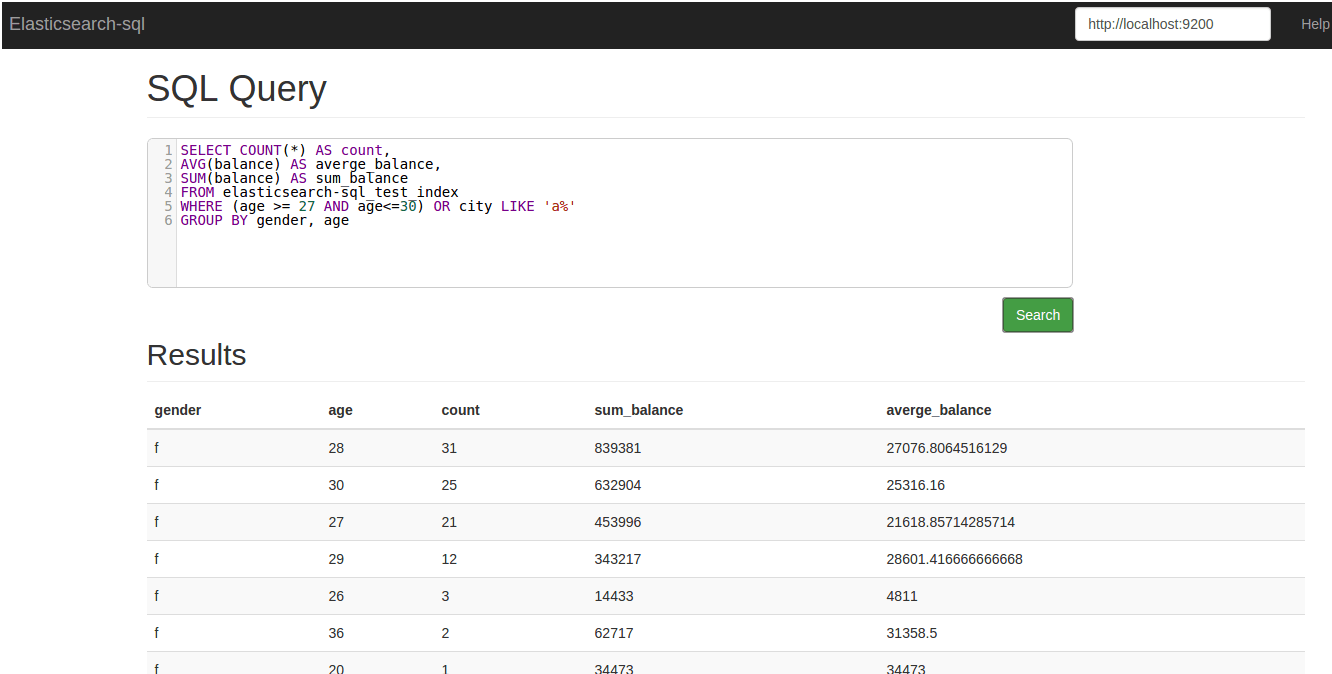 Elasticsearch-sql http://localhost:9200 Help
SQL Query
1 SELECT COUNT(*) AS count,
2 AVG(balance) AS averge_balance,
3 SUM(balance) AS sum_balance
4 FROM elasticsearch-sql_test_index
5 WHERE (age >= 27 AND age<=30) OR city LIKE 'a%'
6 GROUP BY gender, age
Search
Results
gender age count sum_balance averge_balance
f 28 31 839381 27076.8064516129
f 30 25 632904 25316.16
f 27 21 453996 21618.85714285714
f 29 12 343217 28601.416666666668
f 26 3 14433 4811
f 36 2 62717 31358.5
f 20 1 34473 34473